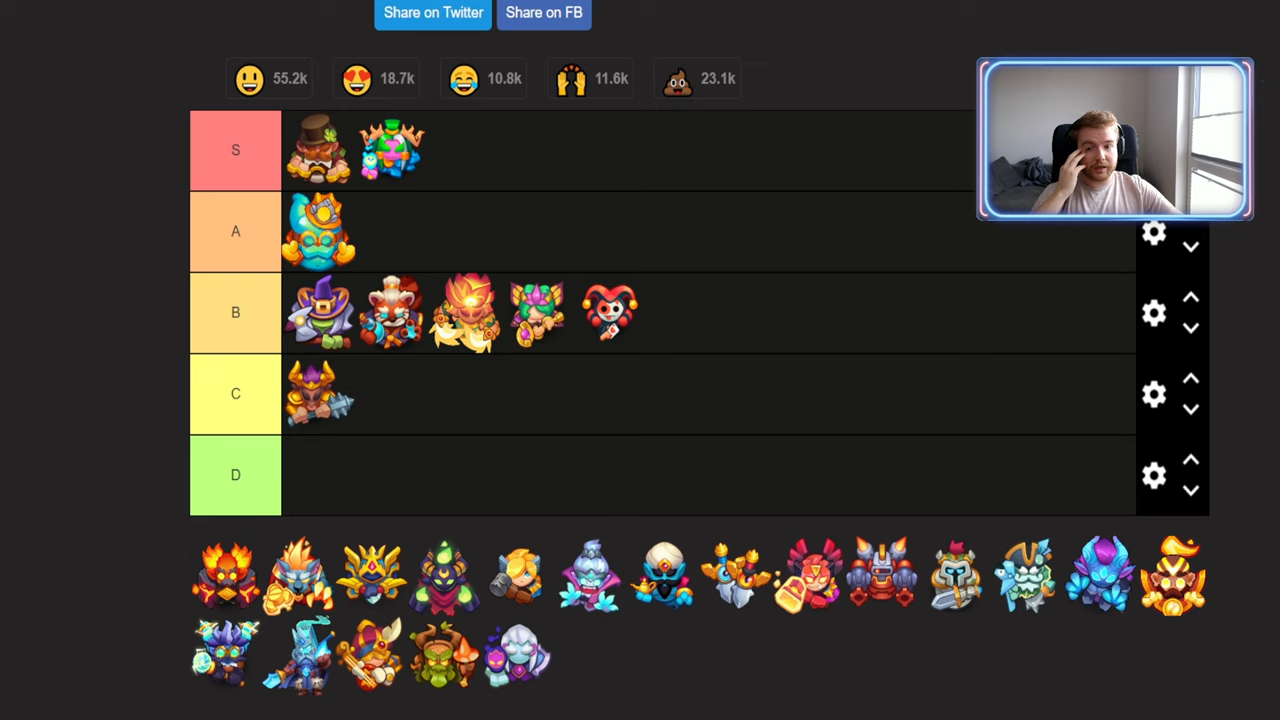 Share on Twitter Share on FB
55.2k 18.7k 10.8k 11.6k 23.1k
S
A
B
C
D